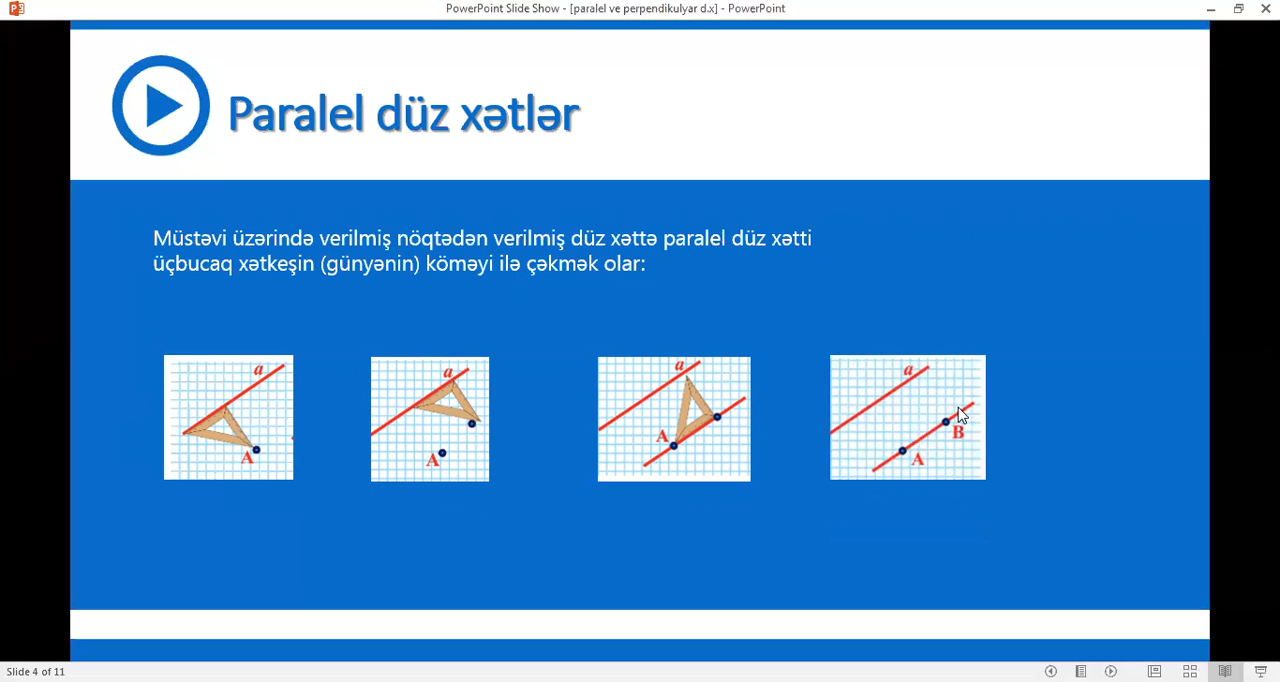 PowerPoint Slide Show - [paralel ve perpendikulyar d.x] - PowerPoint
Paralel düz xətlər
Müstəvi üzərində verilmiş nöqtədən verilmiş düz xəttə paralel düz xətti
üçbucaq xətkeşin (günyənin) köməyi ilə çəkmək olar:
a
A
a
A
a
A
a
B
A
Slide 4 of 11